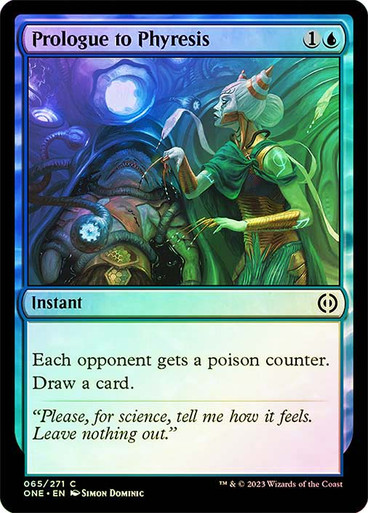 Prologue to Phyresis 1
Instant
Each opponent gets a poison counter.
Draw a card.
“Please, for science, tell me how it feels.
Leave nothing out.”
065/271 C
ONE • EN Simon Dominic
™ & © 2023 Wizards of the Coast